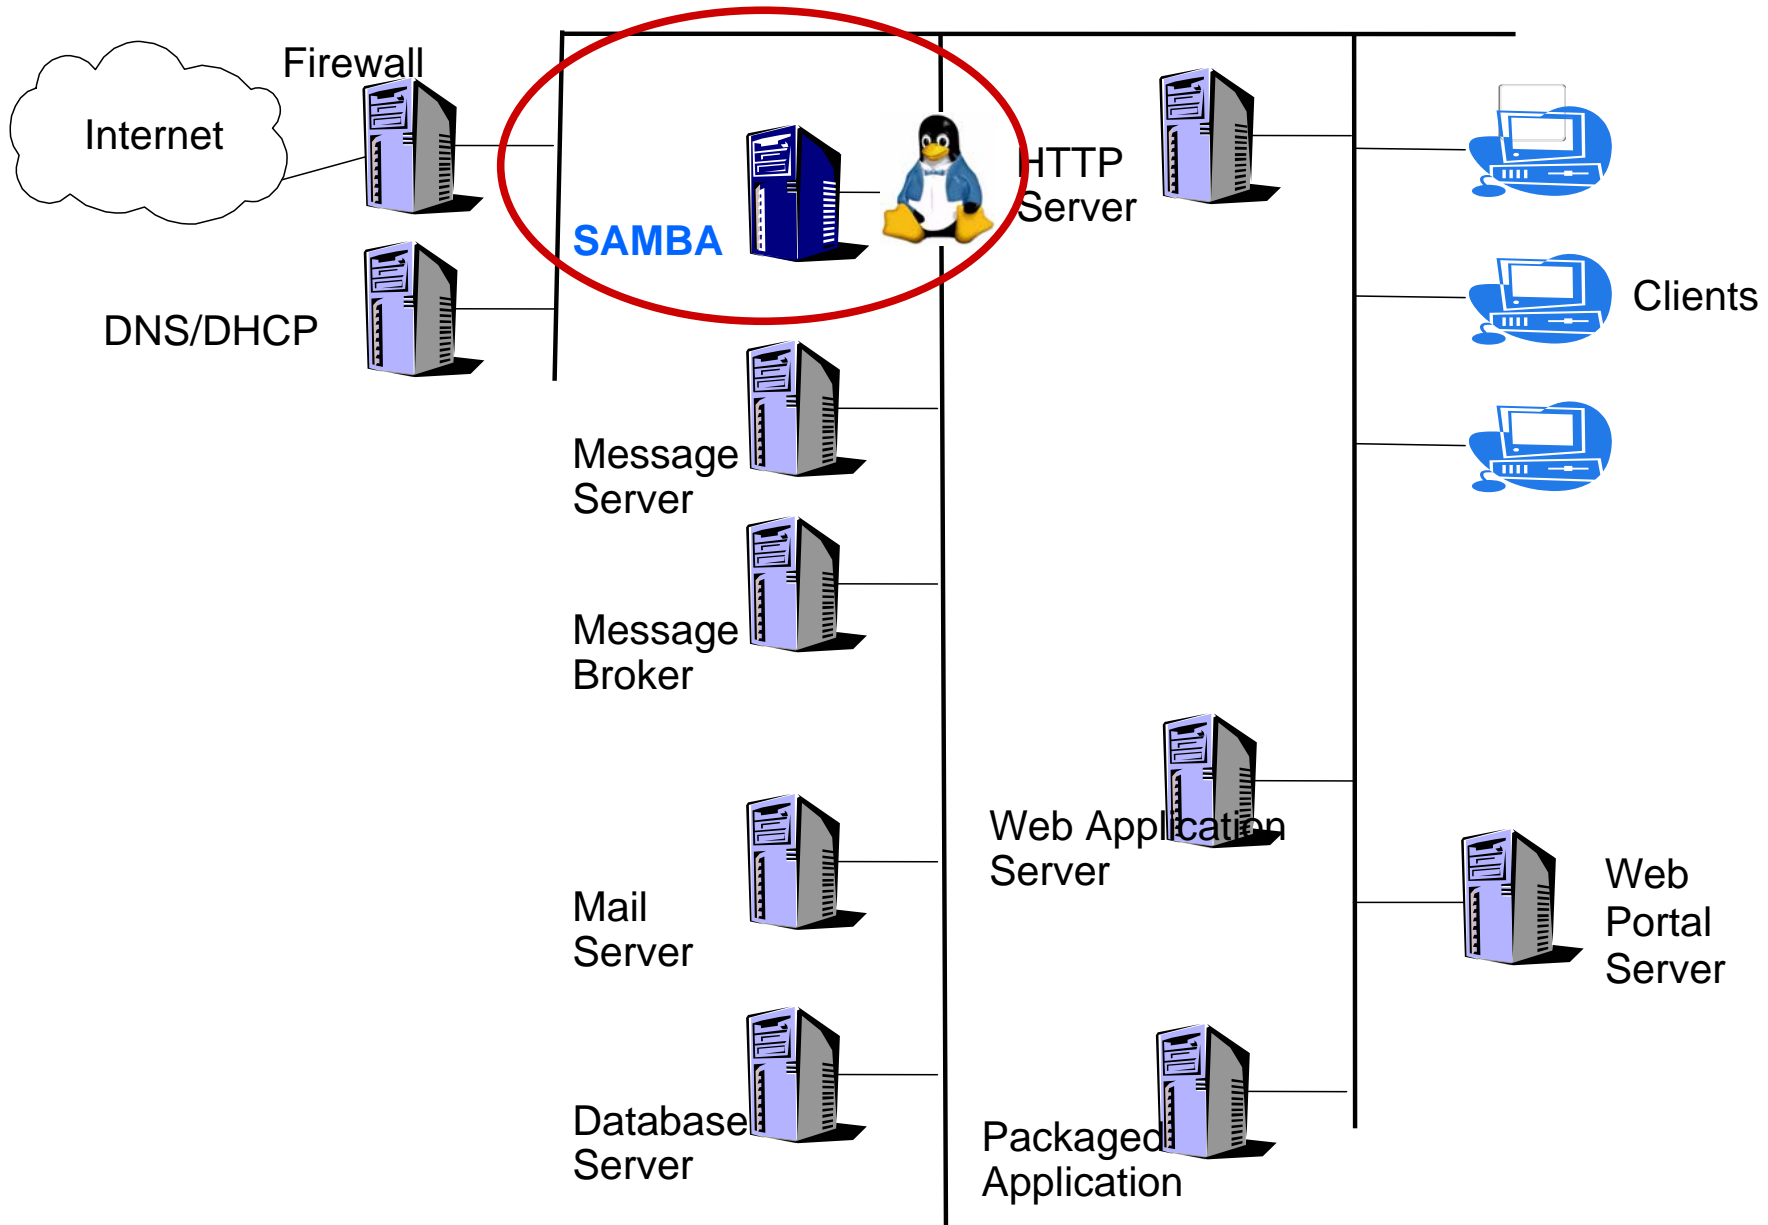 Firewall
Internet
HTTP
Server
SAMBA
Clients
DNS/DHCP
Message
Server
Message
Broker
Web Application
Server
Web
Portal
Server
Mail
Server
Database
Server
Packaged
Application